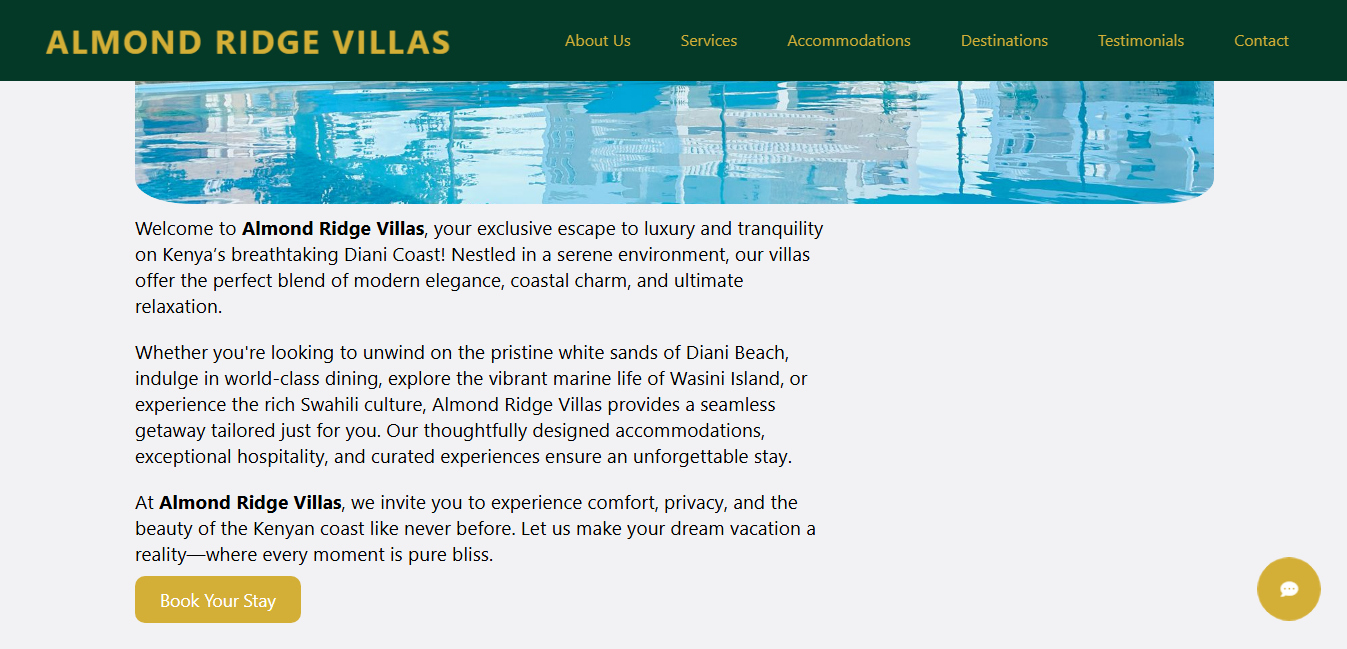 ALMOND RIDGE VILLAS
About Us
Services
Accommodations
Destinations
Testimonials
Contact
Welcome to Almond Ridge Villas, your exclusive escape to luxury and tranquility
on Kenya’s breathtaking Diani Coast! Nestled in a serene environment, our villas
offer the perfect blend of modern elegance, coastal charm, and ultimate
relaxation.
Whether you're looking to unwind on the pristine white sands of Diani Beach,
indulge in world-class dining, explore the vibrant marine life of Wasini Island, or
experience the rich Swahili culture, Almond Ridge Villas provides a seamless
getaway tailored just for you. Our thoughtfully designed accommodations,
exceptional hospitality, and curated experiences ensure an unforgettable stay.
At Almond Ridge Villas, we invite you to experience comfort, privacy, and the
beauty of the Kenyan coast like never before. Let us make your dream vacation a
reality—where every moment is pure bliss.
Book Your Stay